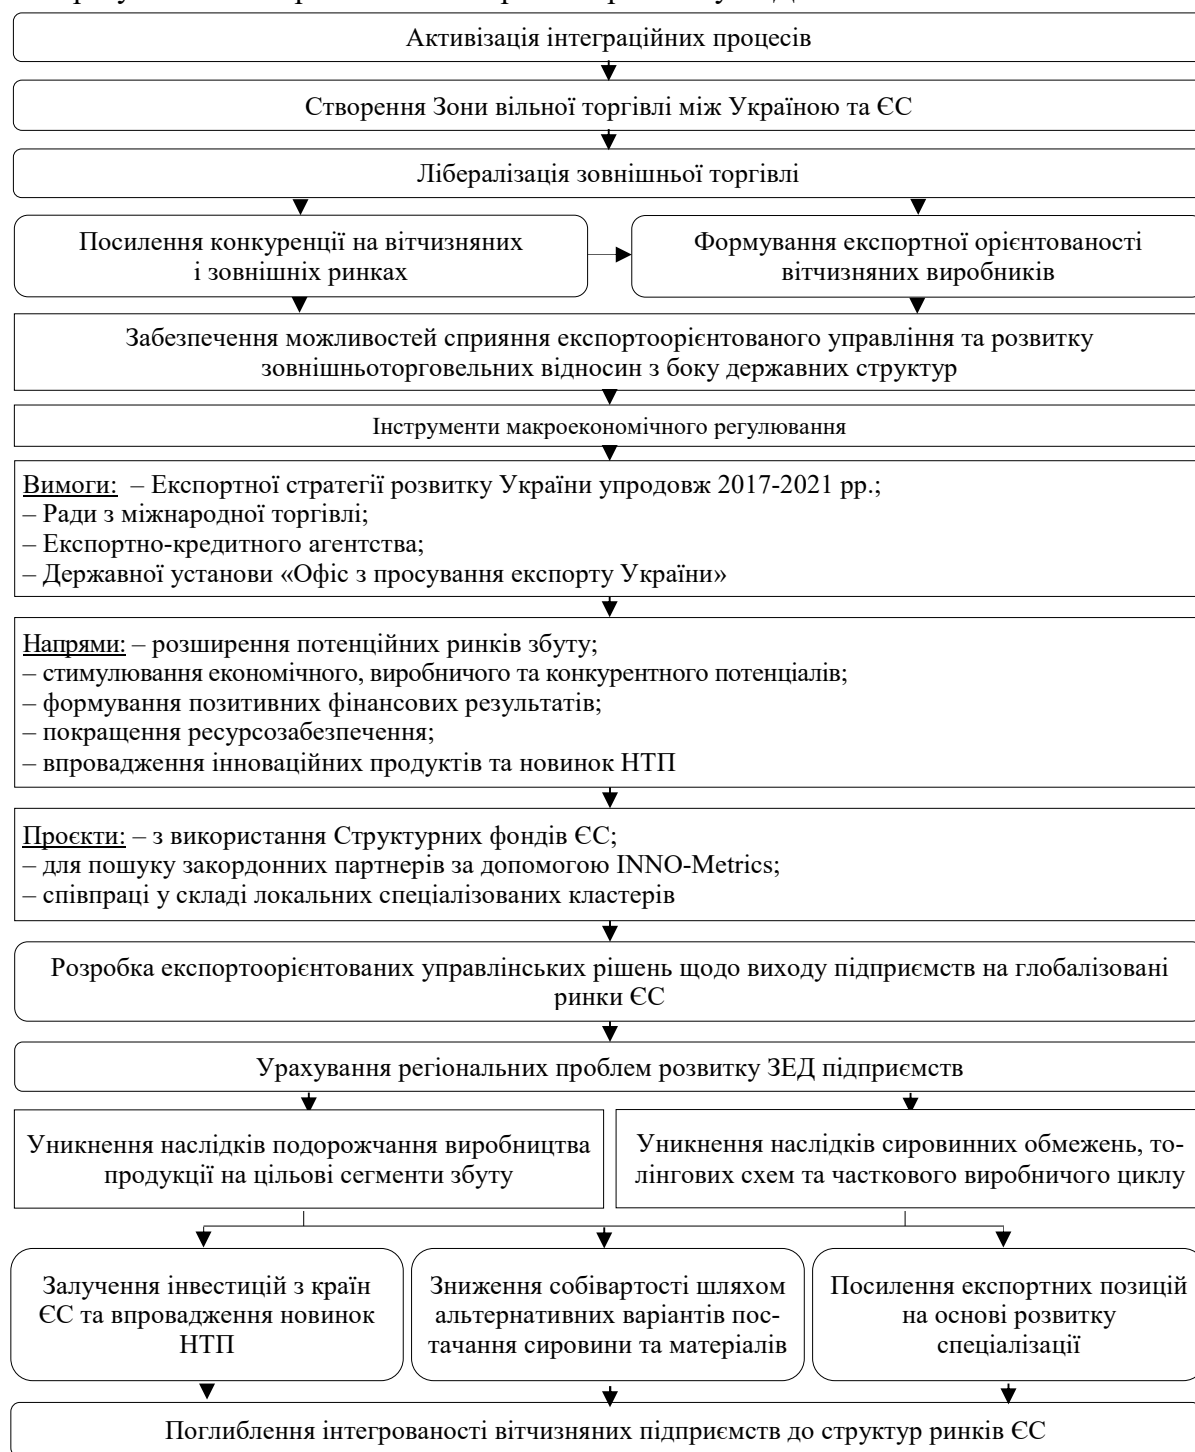 Активізація інтеграційних процесів
Створення Зони вільної торгівлі між Україною та ЄС
Лібералізація зовнішньої торгівлі
Посилення конкуренції на вітчизняних
і зовнішніх ринках
Формування експортної орієнтованості
вітчизняних виробників
Забезпечення можливостей сприяння експортоорієнтованого управління та розвитку
зовнішньоторговельних відносин з боку державних структур
Інструменти макроекономічного регулювання
Вимоги: – Експортної стратегії розвитку України упродовж 2017-2021 рр.;
– Ради з міжнародної торгівлі;
– Експортно-кредитного агентства;
– Державної установи «Офіс з просування експорту України»
Напрями: – розширення потенційних ринків збуту;
– стимулювання економічного, виробничого та конкурентного потенціалів;
– формування позитивних фінансових результатів;
– покращення ресурсозабезпечення;
– впровадження інноваційних продуктів та новинок НТП
Проєкти: – з використання Структурних фондів ЄС;
– для пошуку закордонних партнерів за допомогою INNO-Metrics;
– співпраці у складі локальних спеціалізованих кластерів
Розробка експортоорієнтованих управлінських рішень щодо виходу підприємств на глобалізовані
ринки ЄС
Урахування регіональних проблем розвитку ЗЕД підприємств
Уникнення наслідків подорожчання виробництва
продукції на цільові сегменти збуту
Уникнення наслідків сировинних обмежень, то-
лінгових схем та часткового виробничого циклу
Залучення інвестицій з країн
ЄС та впровадження новинок
НТП
Зниження собівартості шляхом
альтернативних варіантів пос-
тачання сировини та матеріалів
Посилення експортних позицій
на основі розвитку
спеціалізації
Поглиблення інтегрованості вітчизняних підприємств до структур ринків ЄС